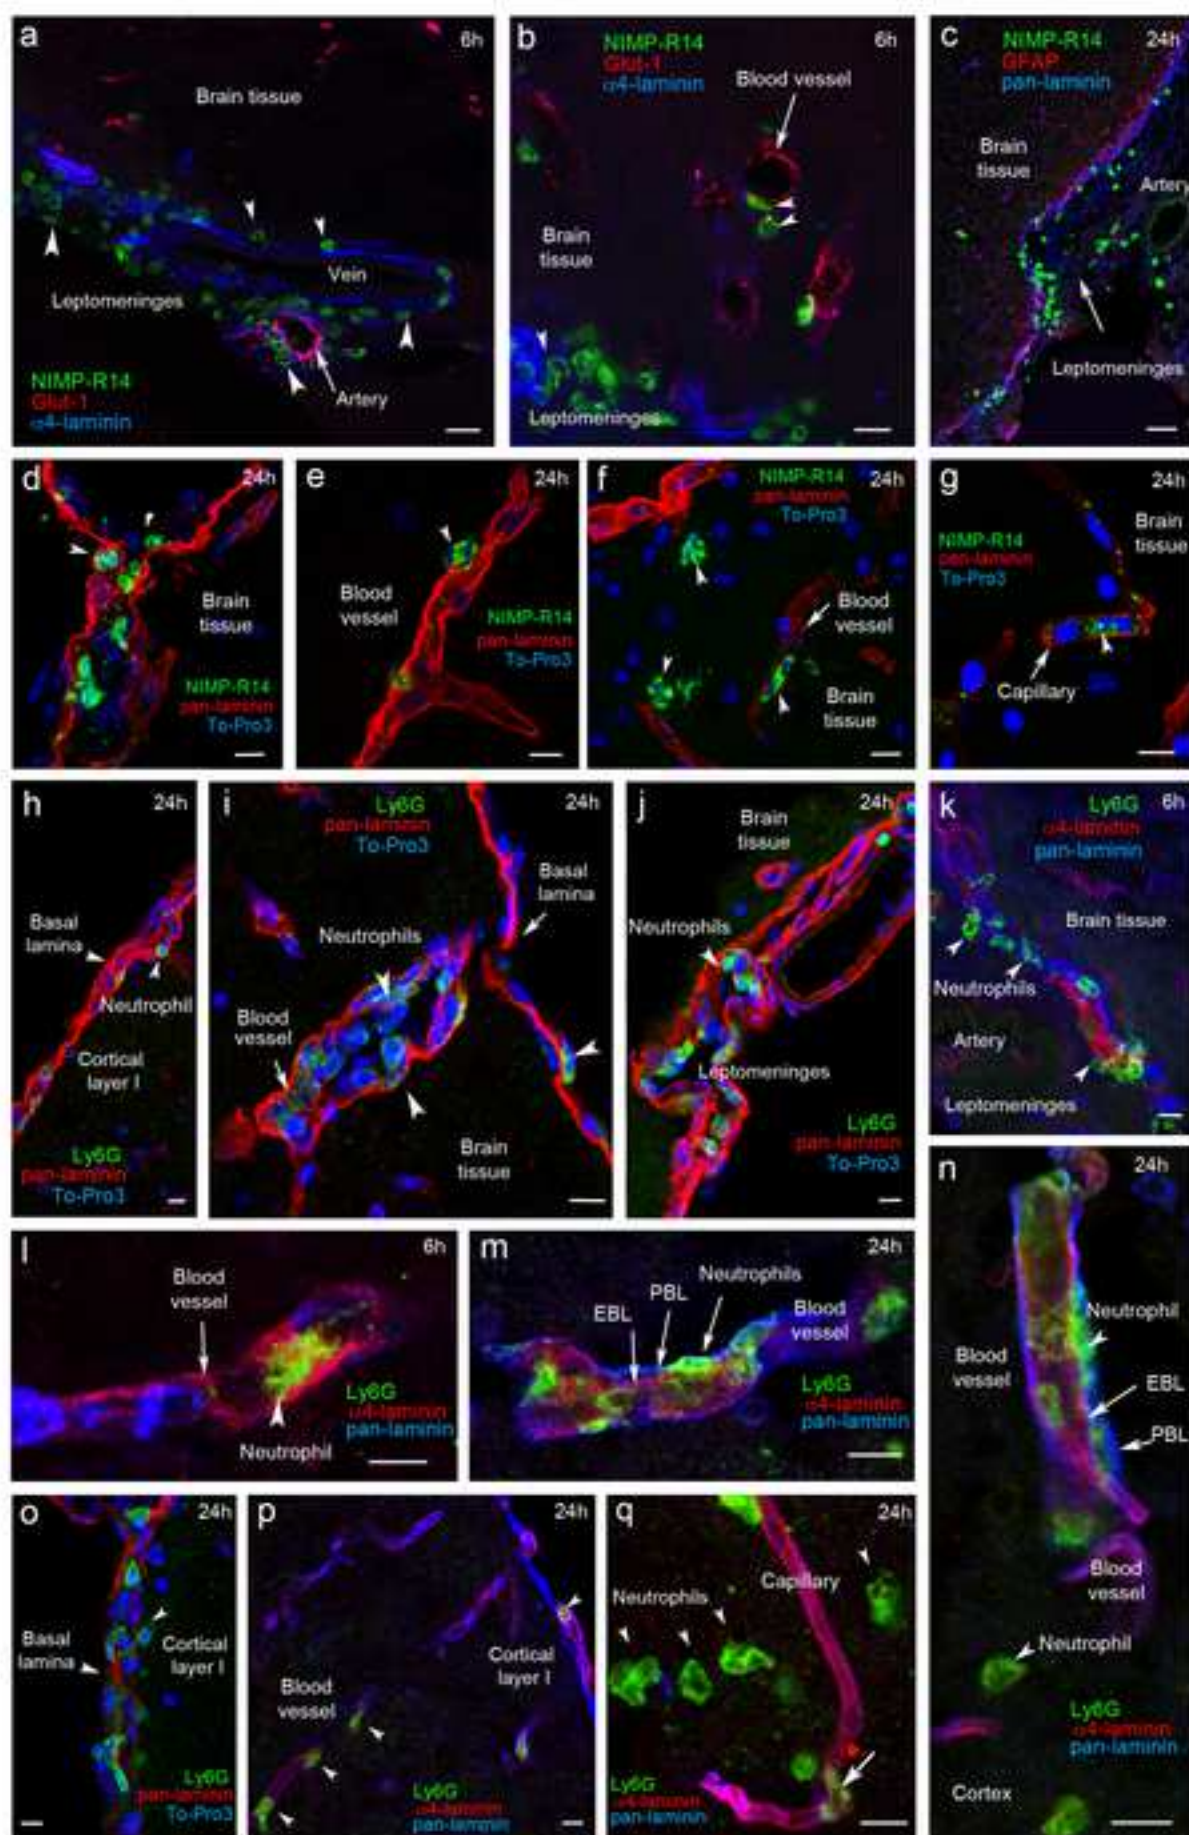 a
6h
Brain tissue
Vein
Leptomeninges
NIMP-R14
Glut-1
α4-laminin
Artery
b
6h
NIMP-R14
Glut-1
α4-laminin
Blood vessel
Brain
tissue
Leptomeninges
c
24h
NIMP-R14
GFAP
pan-laminin
Brain
tissue
Artery
Leptomeninges
d
24h
Brain
tissue
NIMP-R14
pan-laminin
To-Pro3
e
24h
Blood
vessel
NIMP-R14
pan-laminin
To-Pro3
f
24h
NIMP-R14
pan-laminin
To-Pro3
Blood
vessel
Brain
tissue
g
24h
Brain
tissue
NIMP-R14
pan-laminin
To-Pro3
Capillary
h
24h
Basal
lamina
Neutrophil
Cortical
layer I
Ly6G
pan-laminin
To-Pro3
i
24h
Ly6G
pan-laminin
To-Pro3
Basal
lamina
Neutrophils
Blood
vessel
Brain
tissue
j
24h
Brain
tissue
Neutrophils
Leptomeninges
Ly6G
pan-laminin
To-Pro3
k
6h
Ly6G
α4-laminin
pan-laminin
Brain tissue
Neutrophils
Artery
Leptomeninges
l
6h
Blood
vessel
Ly6G
α4-laminin
pan-laminin
Neutrophil
m
24h
Neutrophils
PBL
EBL
Blood
vessel
Ly6G
α4-laminin
pan-laminin
n
24h
Neutrophil
Blood
vessel
EBL
PBL
Blood
vessel
Neutrophil
Ly6G
α4-laminin
pan-laminin
Cortex
o
24h
Basal
lamina
Cortical
layer I
Ly6G
pan-laminin
To-Pro3
p
24h
Cortical
layer I
Blood
vessel
Ly6G
α4-laminin
pan-laminin
q
24h
Capillary
Neutrophils
Ly6G
α4-laminin
pan-laminin